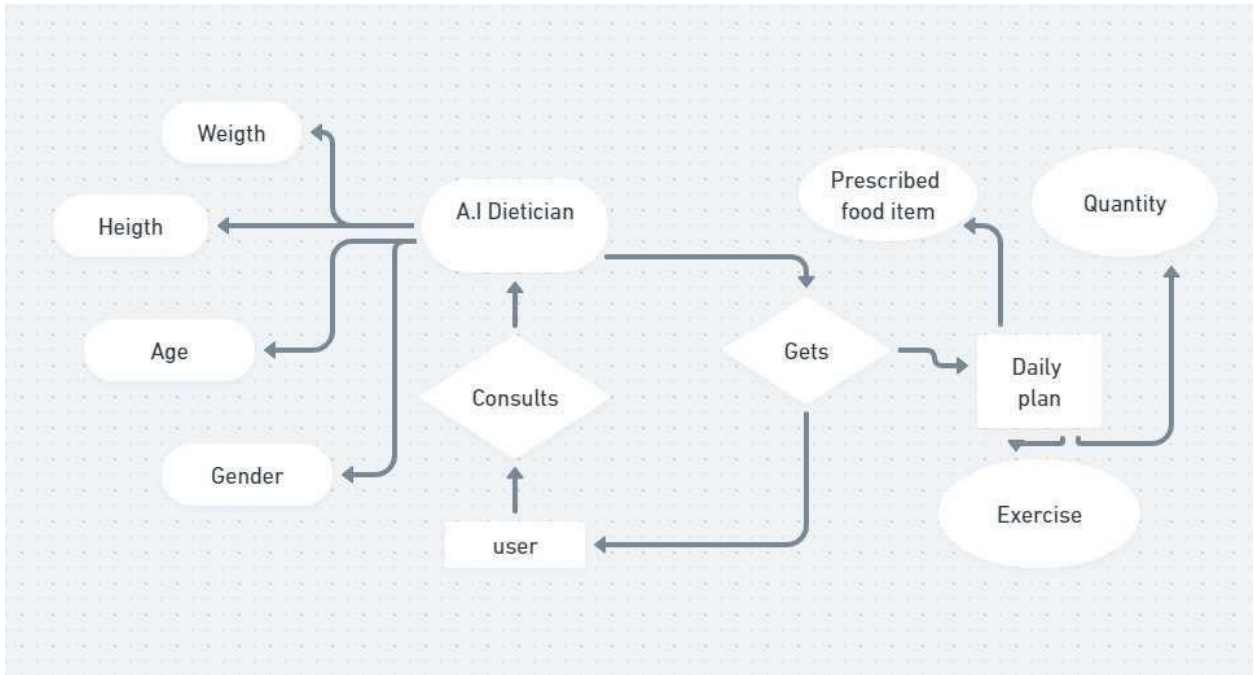 Weigth
Heigth
Age
Gender
A.I Dietician
Consults
user
Gets
Prescribed
food item
Quantity
Daily
plan
Exercise